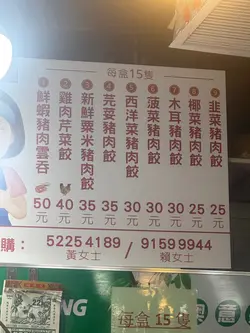 每盒15隻
1 鮮蝦豬肉雲吞 50元
2 雞肉芹菜餃 40元
3 新鮮粟米豬肉餃 35元
4 芫荽豬肉餃 35元
5 西洋菜豬肉餃 30元
6 菠菜豬肉餃 30元
7 木耳豬肉餃 30元
8 椰菜豬肉餃 25元
9 韭菜豬肉餃 25元
購：52254189 / 91599944
黃女士 賴女士
每盒15隻
意